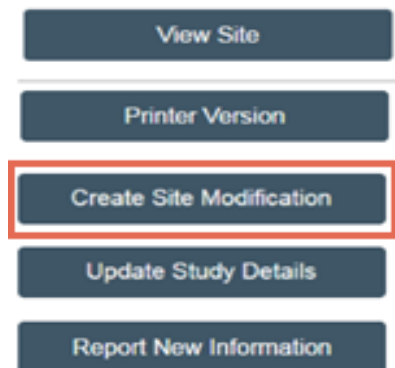 View Site
Printer Version
Create Site Modification
Update Study Details
Report New Information